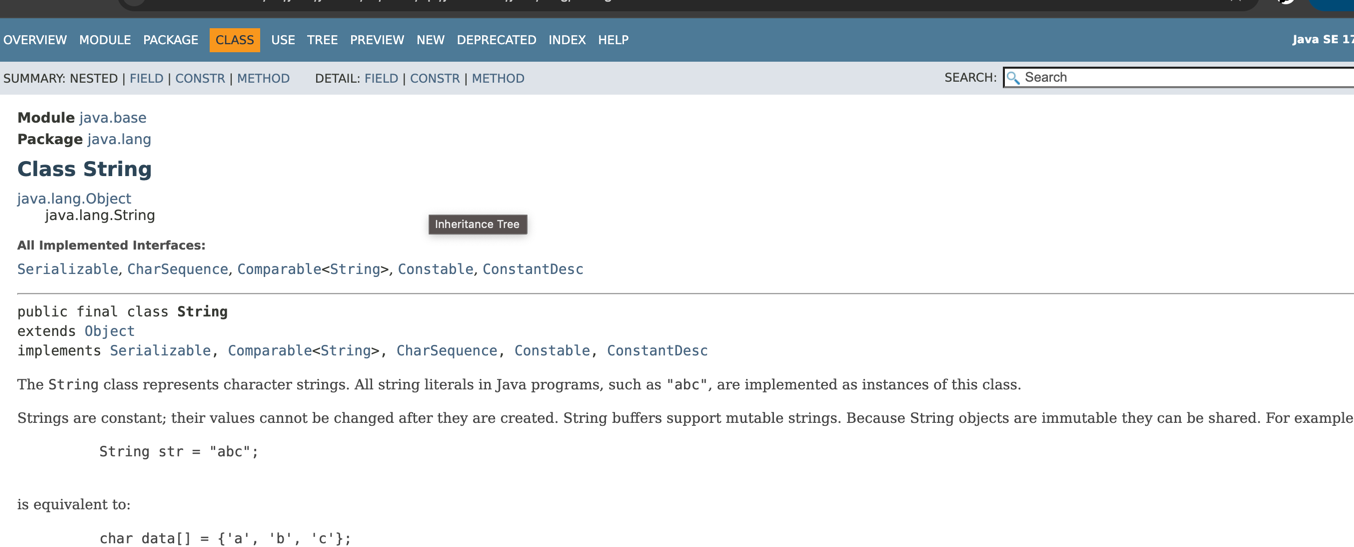 OVERVIEW MODULE PACKAGE CLASS USE TREE PREVIEW NEW DEPRECATED INDEX HELP
Java SE 17
SUMMARY: NESTED | FIELD | CONSTR | METHOD DETAIL: FIELD | CONSTR | METHOD
SEARCH: Search
Module java.base
Package java.lang
Class String
java.lang.Object
java.lang.String
Inheritance Tree
All Implemented Interfaces:
Serializable, CharSequence, Comparable<String>, Constable, ConstantDesc
public final class String
extends Object
implements Serializable, Comparable<String>, CharSequence, Constable, ConstantDesc
The String class represents character strings. All string literals in Java programs, such as "abc", are implemented as instances of this class.
Strings are constant; their values cannot be changed after they are created. String buffers support mutable strings. Because String objects are immutable they can be shared. For example
String str = "abc";
is equivalent to:
char data[] = {'a', 'b', 'c'};